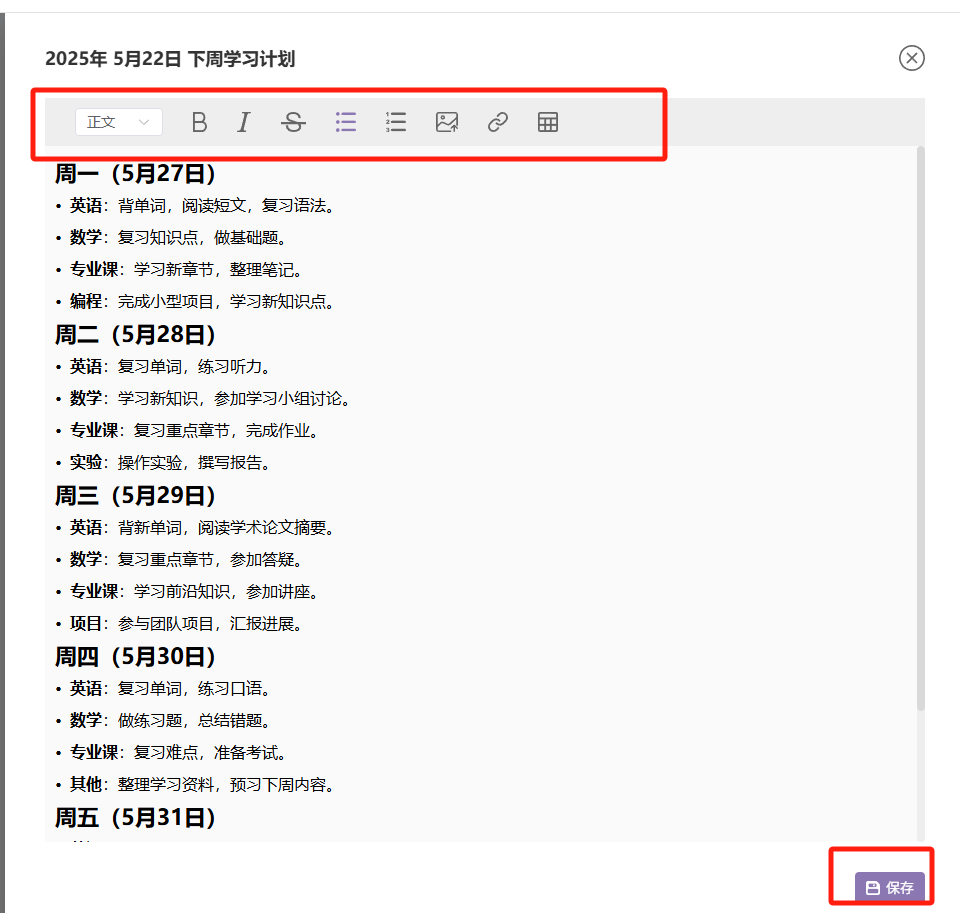 2025年 5月22日 下周学习计划
正文
周一（5月27日）
• 英语：背单词，阅读短文，复习语法。
• 数学：复习知识点，做基础题。
• 专业课：学习新章节，整理笔记。
• 编程：完成小型项目，学习新知识点。
周二（5月28日）
• 英语：复习单词，练习听力。
• 数学：学习新知识，参加学习小组讨论。
• 专业课：复习重点章节，完成作业。
• 实验：操作实验，撰写报告。
周三（5月29日）
• 英语：背新单词，阅读学术论文摘要。
• 数学：复习重点章节，参加答疑。
• 专业课：学习前沿知识，参加讲座。
• 项目：参与团队项目，汇报进展。
周四（5月30日）
• 英语：复习单词，练习口语。
• 数学：做练习题，总结错题。
• 专业课：复习难点，准备考试。
• 其他：整理学习资料，预习下周内容。
周五（5月31日）
保存